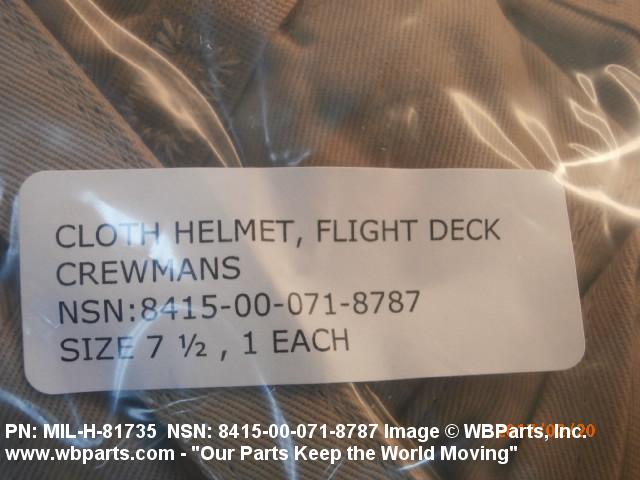 CLOTH HELMET, FLIGHT DECK
CREWMANS
NSN:8415-00-071-8787
SIZE 7 ½ , 1 EACH
PN: MIL-H-81735 NSN: 8415-00-071-8787 Image © WBParts, Inc.
www.wbparts.com - "Our Parts Keep the World Moving"